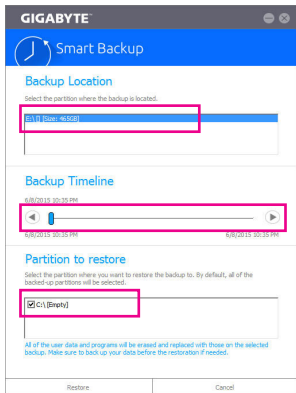 GIGABYTE™
Smart Backup
Backup Location
Select the partition where the backup is located.
E:\ [] [Size: 465GB]
Backup Timeline
6/8/2015 10:35 PM
6/8/2015 10:35 PM 6/8/2015 10:35 PM
Partition to restore
Select the partition where you want to restore the backup to. By default, all of the
backed-up partitions will be selected.
C:\ [Empty]
All of the user data and programs will be erased and replaced with those on the selected
backup. Make sure to back up your data before the restoration if needed.
Restore Cancel